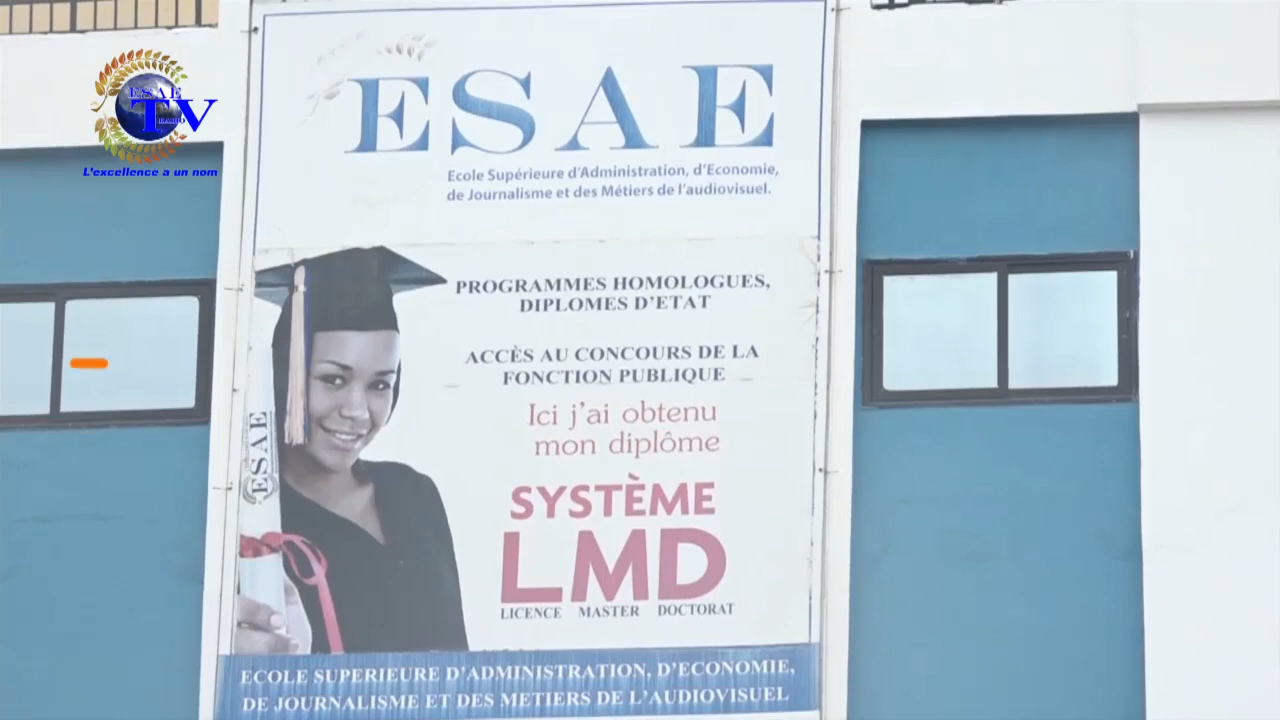 ESAE
TV
RADIO
L'excellence a un nom
ESAE
Ecole Supérieure d'Administration, d'Economie,
de Journalisme et des Métiers de l'audiovisuel.
PROGRAMMES HOMOLOGUES,
DIPLOMES D'ETAT
ACCÈS AU CONCOURS DE LA
FONCTION PUBLIQUE
Ici j'ai obtenu
mon diplôme
SYSTÈME
LMD
LICENCE MASTER DOCTORAT
ESAE
ECOLE SUPERIEURE D'ADMINISTRATION, D'ECONOMIE,
DE JOURNALISME ET DES METIERS DE L'AUDIOVISUEL